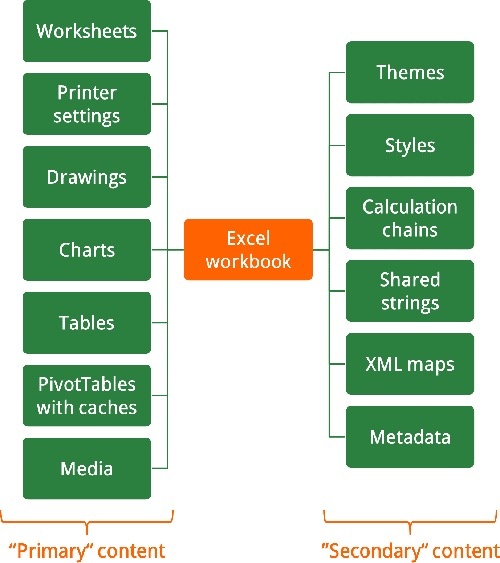 Worksheets
Printer
settings
Drawings
Charts
Tables
PivotTables
with caches
Media
Excel
workbook
Themes
Styles
Calculation
chains
Shared
strings
XML maps
Metadata
“Primary“ content
”Secondary“ content